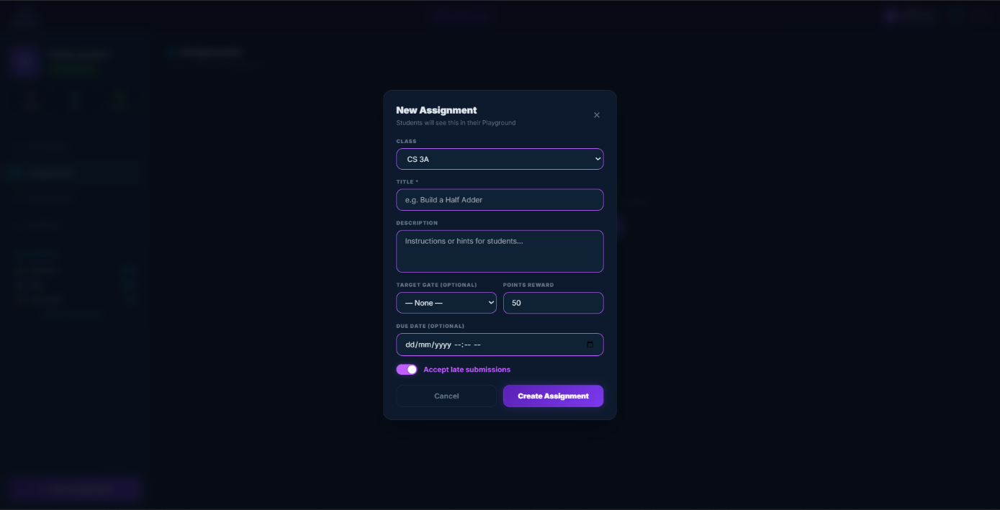 New Assignment
Students will see this in their Playground
×
CLASS
CS 3A
TITLE *
e.g. Build a Half Adder
DESCRIPTION
Instructions or hints for students...
TARGET GATE (OPTIONAL) POINTS REWARD
— None — 50
DUE DATE (OPTIONAL)
dd/mm/yyyy --:-- --
Accept late submissions
Cancel Create Assignment